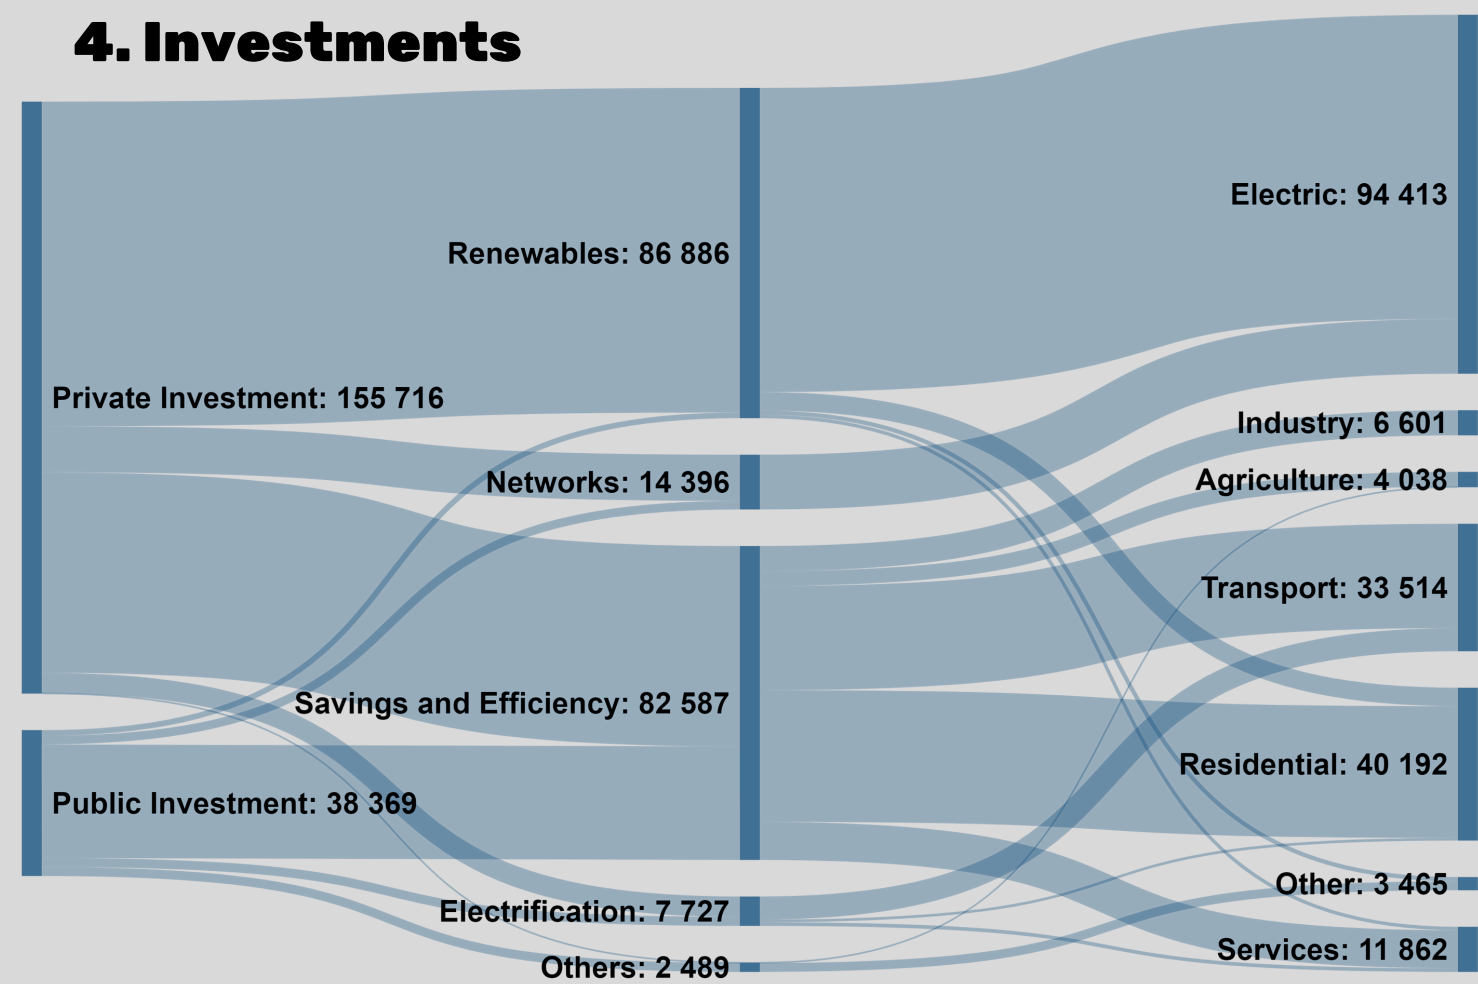 4. Investments
Electric: 94 413
Renewables: 86 886
Private Investment: 155 716
Industry: 6 601
Networks: 14 396
Agriculture: 4 038
Transport: 33 514
Savings and Efficiency: 82 587
Residential: 40 192
Public Investment: 38 369
Other: 3 465
Electrification: 7 727
Services: 11 862
Others: 2 489